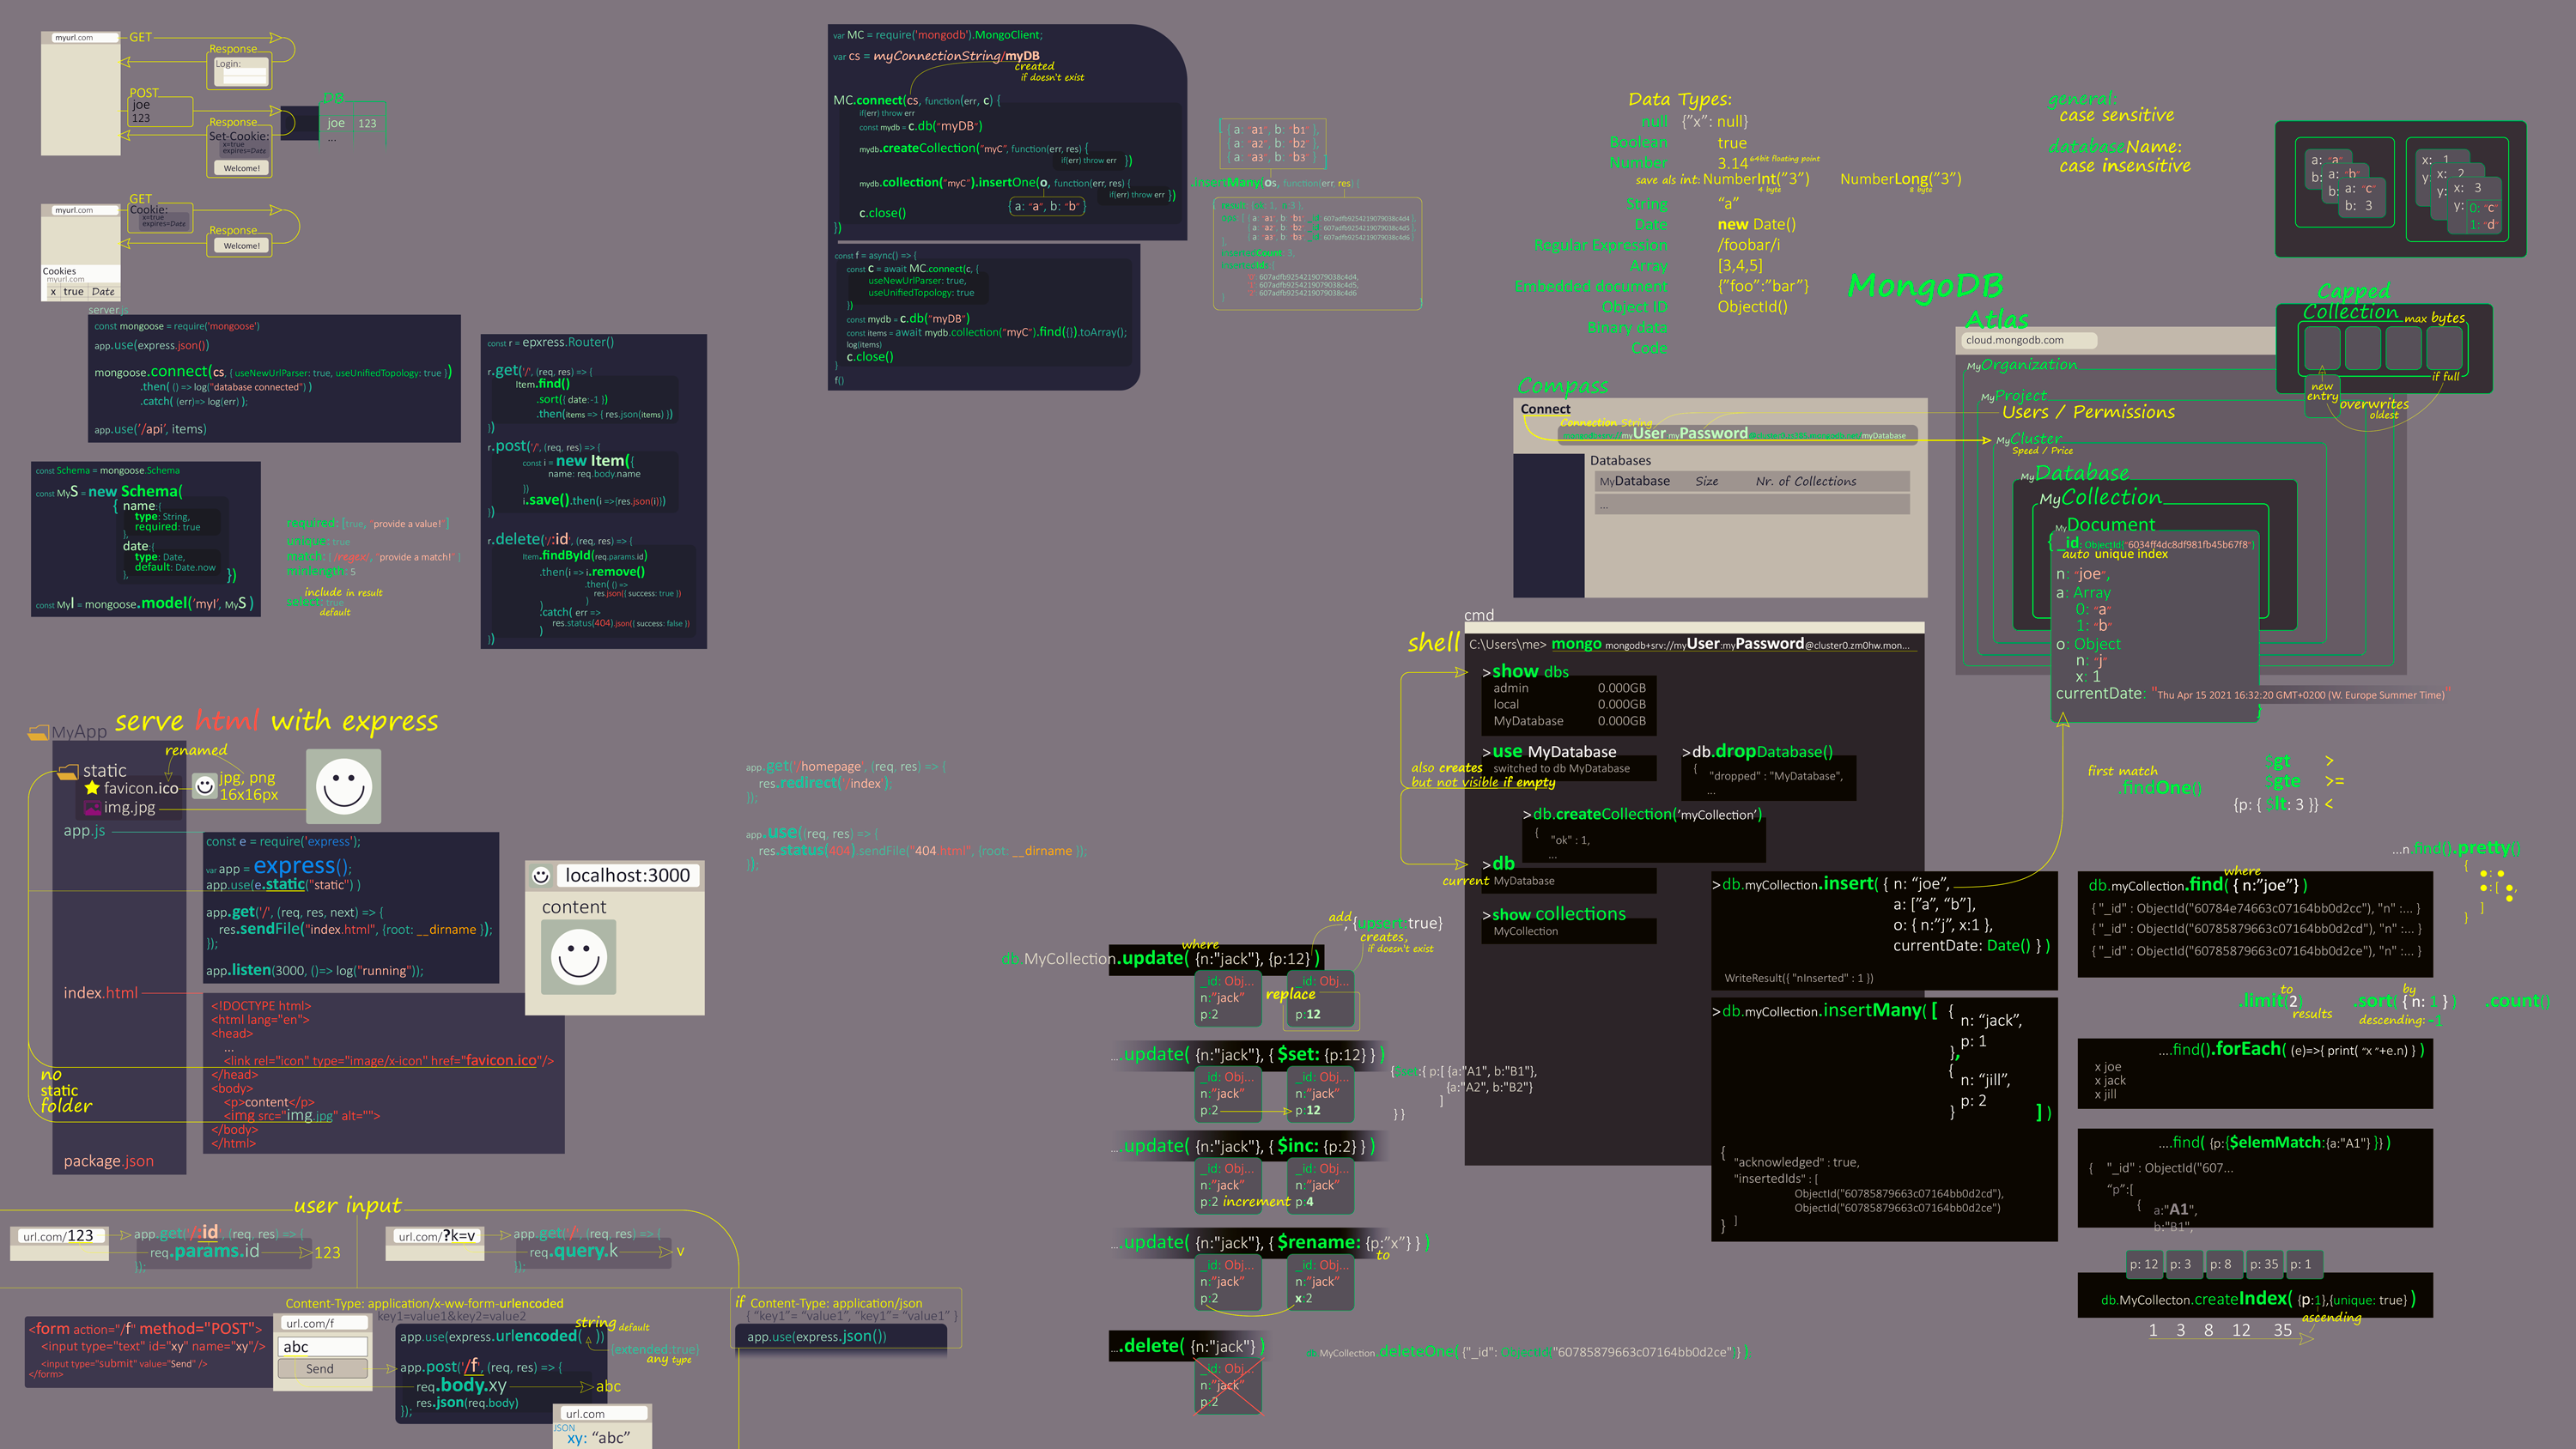 myurl.com
GET
Response
Login:
POST
joe
123
Response
Set-Cookie:
x=true
expires=Date
Welcome!
DB
joe 123
...
myurl.com
GET
Cookie:
x=true
expires=Date
Response
Welcome!
Cookies
myurl.com
x true Date
server.js
const mongoose = require('mongoose')
app.use(express.json())
mongoose.connect(cs, { useNewUrlParser: true, useUnifiedTopology: true })
.then( () => log("database connected") )
.catch( (err)=> log(err) );
app.use('/api', items)
const Schema = mongoose.Schema
const MyS = new Schema(
{ name:{
type: String,
required: true
},
date:{
type: Date,
default: Date.now
},
})
const MyI = mongoose.model('myI', MyS )
required: [true, "provide a value!"]
unique: true
match: [/regex/, "provide a match!" ]
minlength: 5
include in result
select: true
default
const r = epxress.Router()
r.get('/', (req, res) => {
Item.find()
.sort({ date:-1 })
.then(items => { res.json(items) })
})
r.post('/', (req, res) => {
const i = new Item({
name: req.body.name
})
i.save().then(i =>(res.json(i)))
})
r.delete('/:id', (req, res) => {
Item.findById(req.params.id)
.then(i => i.remove()
.then( () =>
res.json({ success: true })
)
)
.catch( err =>
res.status(404).json({ success: false })
)
})
var MC = require('mongodb').MongoClient;
var cs = myConnectionString/myDB
created
if doesn't exist
MC.connect(cs, function(err, c) {
if(err) throw err
const mydb = c.db("myDB")
mydb.createCollection("myC", function(err, res) {
if(err) throw err })
mydb.collection("myC").insertOne(o, function(err, res) {
if(err) throw err })
{ a: "a", b: "b" }
c.close()
})
const f = async() => {
const c = await MC.connect(c, {
useNewUrlParser: true,
useUnifiedTopology: true
})
const mydb = c.db("myDB")
const items = await mydb.collection("myC").find({}).toArray();
log(items)
c.close()
}
f()
[ { a: "a1", b: "b1" },
{ a: "a2", b: "b2" },
{ a: "a3", b: "b3" } ]
.insertMany(os, function(err, res) {
{ result: { ok: 1, n: 3 },
ops: [ { a: "a1", b: "b1", _id: 607adfb9254219079038c4d4 },
{ a: "a2", b: "b2", _id: 607adfb9254219079038c4d5 },
{ a: "a3", b: "b3", _id: 607adfb9254219079038c4d6 }
],
insertedCount: 3,
607adfb9254219079038c4d4,
607adfb9254219079038c4d5,
607adfb9254219079038c4d6
Data Types:
null {"x": null}
Boolean true
Number 3.14 64bit floating point
save als int: NumberInt("3") NumberLong("3")
4 byte 8 byte
String "a"
Date new Date()
Regular Expression /foobar/i
Array [3,4,5]
Embedded document {"foo":"bar"}
Object ID ObjectId()
Binary data
Code
general:
case sensitive
databaseName:
case insensitive
a: "a"
b:
a: "b"
b:
a: "c"
b: 3
x: 1
y:
x: 2
y:
x: 3
y: 0: "c"
1: "d"
MongoDB
Capped
Collection
max bytes
if full
new
entry
overwrites
oldest
Atlas
cloud.mongodb.com
MyOrganization
MyProject
Users / Permissions
MyCluster
Speed / Price
MyDatabase
MyCollection
MyDocument
{ _id: ObjectId("6034ff4dc8df981fb45b67f8")
auto unique index
n: "joe",
a: Array
0: "a"
1: "b"
o: Object
n: "j"
x: 1
currentDate: "Thu Apr 15 2021 16:32:20 GMT+0200 (W. Europe Summer Time)"
}
Compass
Connect
Connection String
myUser:myPassword
myDatabase
Databases
MyDatabase Size Nr. of Collections
...
cmd
shell
C:\Users\me> mongo mongodb+srv://myUser:myPassword@cluster0.zm0hw.mon...
>show dbs
admin 0.000GB
local 0.000GB
MyDatabase 0.000GB
>use MyDatabase
switched to db MyDatabase
also creates
but not visible if empty
>db.dropDatabase()
{
"dropped" : "MyDatabase",
...
>db.createCollection('myCollection')
{
"ok" : 1,
...
>db
current MyDatabase
>show collections
MyCollection
>db.myCollection.insert( { n: "joe",
a: ["a", "b"],
o: { n:"j", x:1 },
currentDate: Date() } )
WriteResult({ "nInserted" : 1 })
>db.myCollection.insertMany( [ {
n: "jack",
p: 1
},
{
n: "jill",
p: 2
} ] )
{
"acknowledged" : true,
"insertedIds" : [
ObjectId("60785879663c07164bb0d2cd"),
ObjectId("60785879663c07164bb0d2ce")
]
}
first match
.findOne()
$gt >
$gte >=
{p: { $lt: 3 }} <
...n.find().pretty()
{
: ,
: [ ,
]
}
where
db.myCollection.find( { n:"joe"} )
{ "_id" : ObjectId("60784e74663c07164bb0d2cc"), "n" :... }
{ "_id" : ObjectId("60785879663c07164bb0d2cd"), "n" :... }
{ "_id" : ObjectId("60785879663c07164bb0d2ce"), "n" :... }
to
.limit(2)
results
by
.sort( { n: 1 } )
descending: -1
.count()
....find().forEach( (e)=>{ print( "x "+e.n) } )
x joe
x jack
x jill
....find( {p:{$elemMatch:{a:"A1"} }} )
{ "_id" : ObjectId("607...
"p":[
{ a:"A1",
b:"B1",
p: 12 p: 3 p: 8 p: 35 p: 1
db.MyCollecton.createIndex( {p:1},{unique: true} )
ascending
1 3 8 12 35
add
, {upsert:true}
creates,
if doesn't exist
where
db.MyCollection.update( {n:"jack"}, {p:12} )
_id: Obj...
n:"jack"
p:2
replace
_id: Obj...
p:12
....update( {n:"jack"}, { $set: {p:12} } )
_id: Obj...
n:"jack"
p:2
_id: Obj...
n:"jack"
p:12
{$set:{ p:[ {a:"A1", b:"B1"},
{a:"A2", b:"B2"}
]
} }
....update( {n:"jack"}, { $inc: {p:2} } )
_id: Obj...
n:"jack"
p:2 increment
_id: Obj...
n:"jack"
p:4
....update( {n:"jack"}, { $rename: {p:"x"} } )
to
_id: Obj...
n:"jack"
p:2
_id: Obj...
n:"jack"
x:2
....delete( {n:"jack"} )
_id: Obj...
n:"jack"
p:2
MyCollection.deleteOne( {"_id": ObjectId("60785879663c07164bb0d2ce") } );
serve html with express
MyApp
renamed
static
favicon.ico
jpg, png
16x16px
img.jpg
app.js
const e = require('express');
var app = express();
app.use(e.static("static") )
app.get('/', (req, res, next) => {
res.sendFile("index.html", {root: __dirname });
});
app.listen(3000, ()=> log("running"));
index.html
<!DOCTYPE html>
<html lang="en">
<head>
...
<link rel="icon" type="image/x-icon" href="favicon.ico"/>
</head>
<body>
<p>content</p>
<img src="img.jpg" alt="">
</body>
</html>
no
static
folder
package.json
localhost:3000
content
app.get('/homepage', (req, res) => {
res.redirect('/index');
});
app.use((req, res) => {
res.status(404).sendFile("404.html", {root: __dirname });
});
user input
url.com/123
app.get('/:id', (req, res) => {
req.params.id 123
});
url.com/?k=v
app.get('/', (req, res) => {
req.query.k v
});
Content-Type: application/x-ww-form-urlencoded
key1=value1&key2=value2
<form action="/f" method="POST">
<input type="text" id="xy" name="xy"/>
<input type="submit" value="Send" />
</form>
url.com/f
abc
Send
string default
app.use(express.urlencoded( ))
{extended:true}
any type
app.post('/f', (req, res) => {
req.body.xy abc
res.json(req.body)
});
url.com
JSON
xy: "abc"
if Content-Type: application/json
{ "key1"= "value1", "key1"= "value1" }
app.use(express.json())